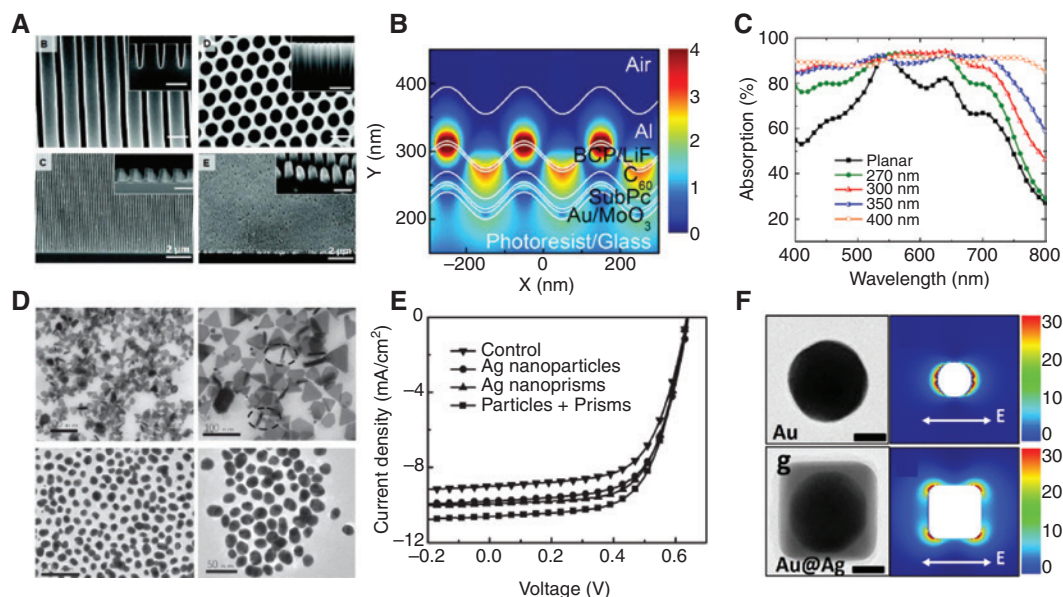 A
B
D
C
E
2 μm
2 μm
B
Y (nm)
400
300
200
Air
Al
BCP/LiF
C60
SubPc
Au/MoO3
Photoresist/Glass
4
3
2
1
0
−200
0
200
X (nm)
C
Absorption (%)
100
80
60
40
20
Planar
270 nm
300 nm
350 nm
400 nm
400
500
600
700
800
Wavelength (nm)
D
100 nm
50 nm
E
Current density (mA/cm2)
0
−4
−8
−12
Control
Ag nanoparticles
Ag nanoprisms
Particles + Prisms
−0.2
0.0
0.2
0.4
0.6
Voltage (V)
F
Au
E
30
20
10
0
g
Au@Ag
E
30
20
10
0